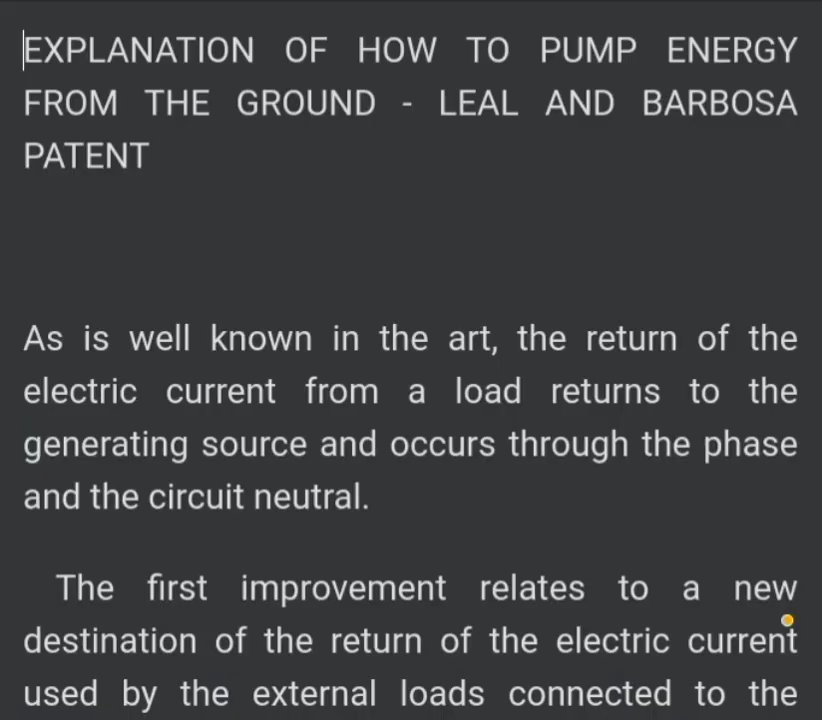 EXPLANATION OF HOW TO PUMP ENERGY
FROM THE GROUND - LEAL AND BARBOSA
PATENT
As is well known in the art, the return of the
electric current from a load returns to the
generating source and occurs through the phase
and the circuit neutral.
The first improvement relates to a new
destination of the return of the electric current
used by the external loads connected to the